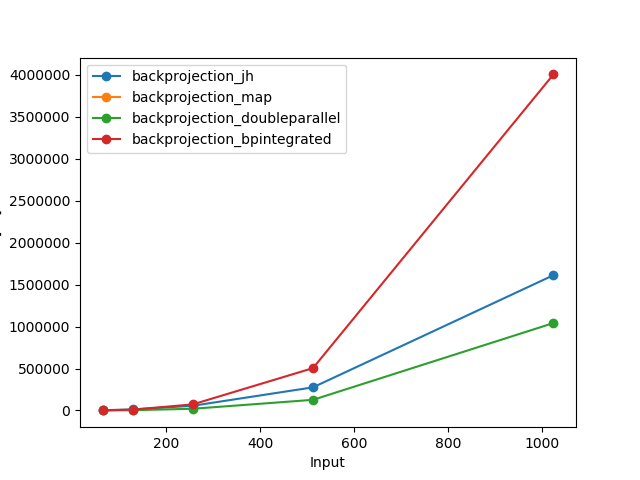 backprojection_jh
backprojection_map
backprojection_doubleparallel
backprojection_bpintegrated
4000000
3500000
3000000
2500000
2000000
1500000
1000000
500000
0
200 400 600 800 1000
Input